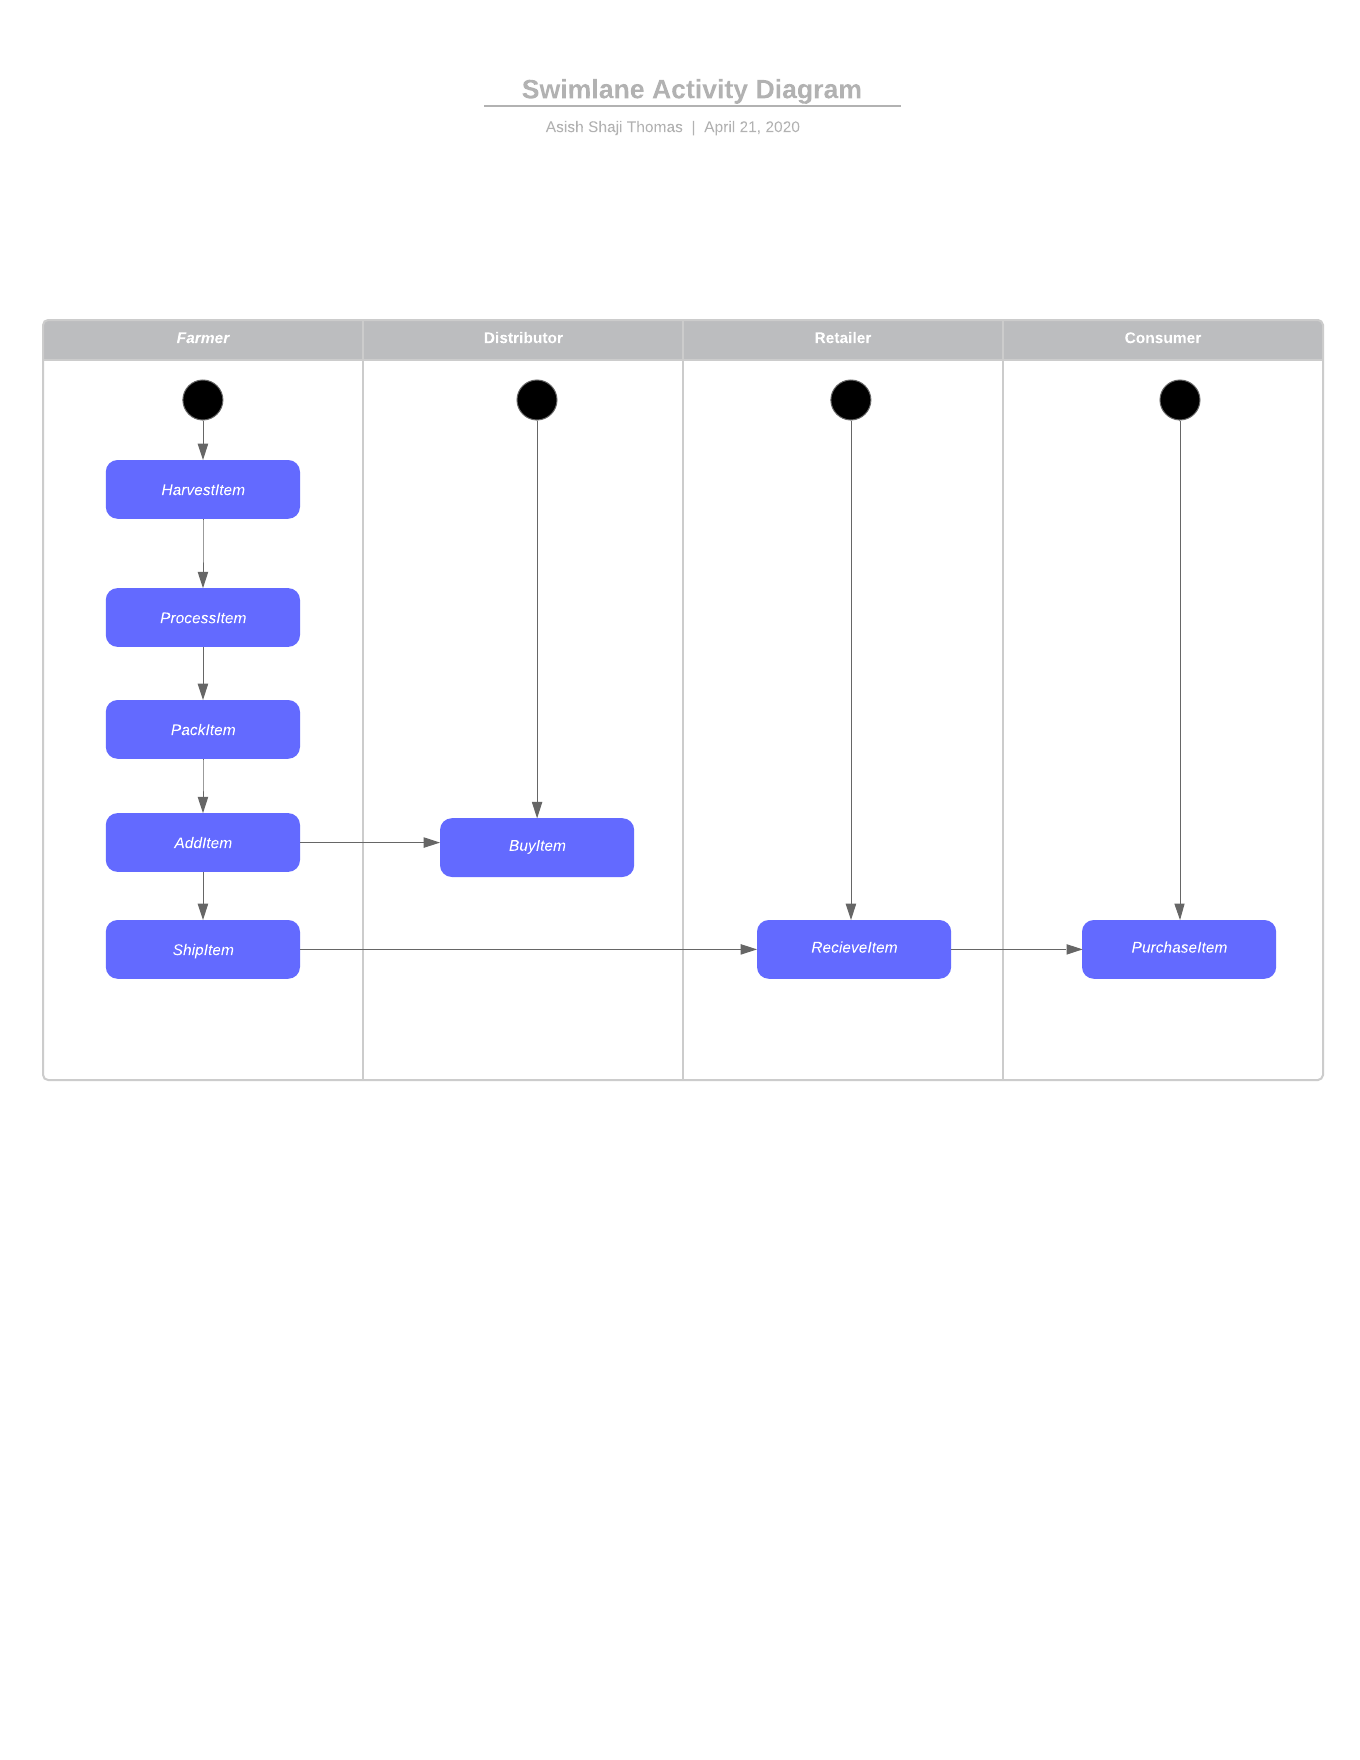 Swimlane Activity Diagram
Asish Shaji Thomas | April 21, 2020
Farmer
Distributor
Retailer
Consumer
HarvestItem
ProcessItem
PackItem
AddItem
BuyItem
ShipItem
RecieveItem
PurchaseItem